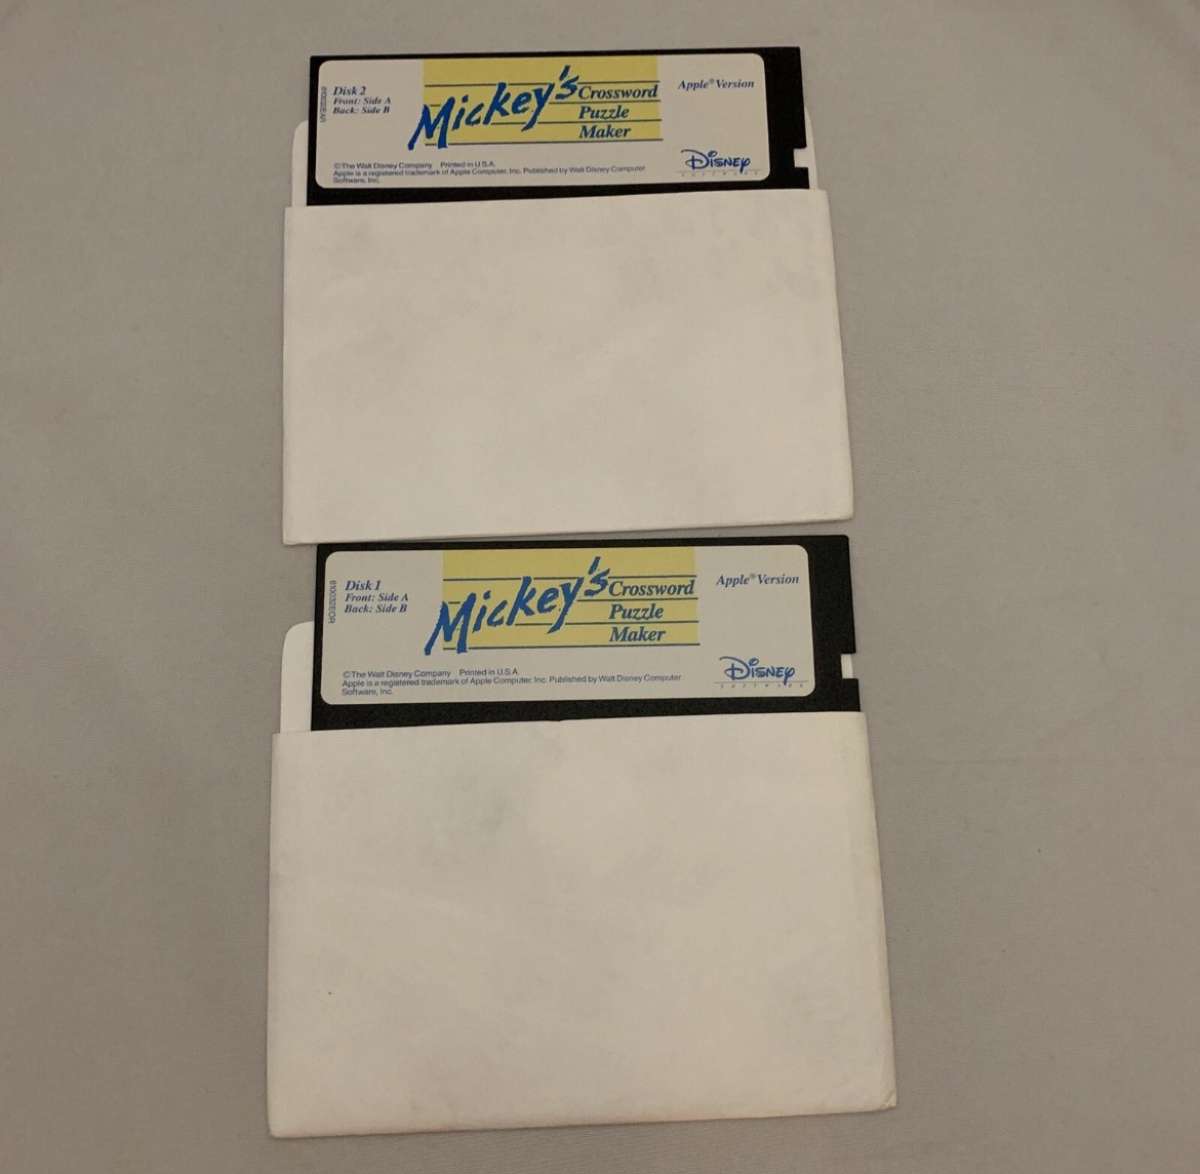 Disk 2
Front: Side A
Back: Side B
Mickey's Crossword
Puzzle
Maker
Apple® Version
©The Walt Disney Company Printed in U.S.A.
Apple is a registered trademark of Apple Computer, Inc. Published by Walt Disney Computer
Software, Inc.
Disney
SOFTWARE
Disk 1
Front: Side A
Back: Side B
Mickey's Crossword
Puzzle
Maker
Apple® Version
©The Walt Disney Company Printed in U.S.A.
Apple is a registered trademark of Apple Computer, Inc. Published by Walt Disney Computer
Software, Inc.
Disney
SOFTWARE